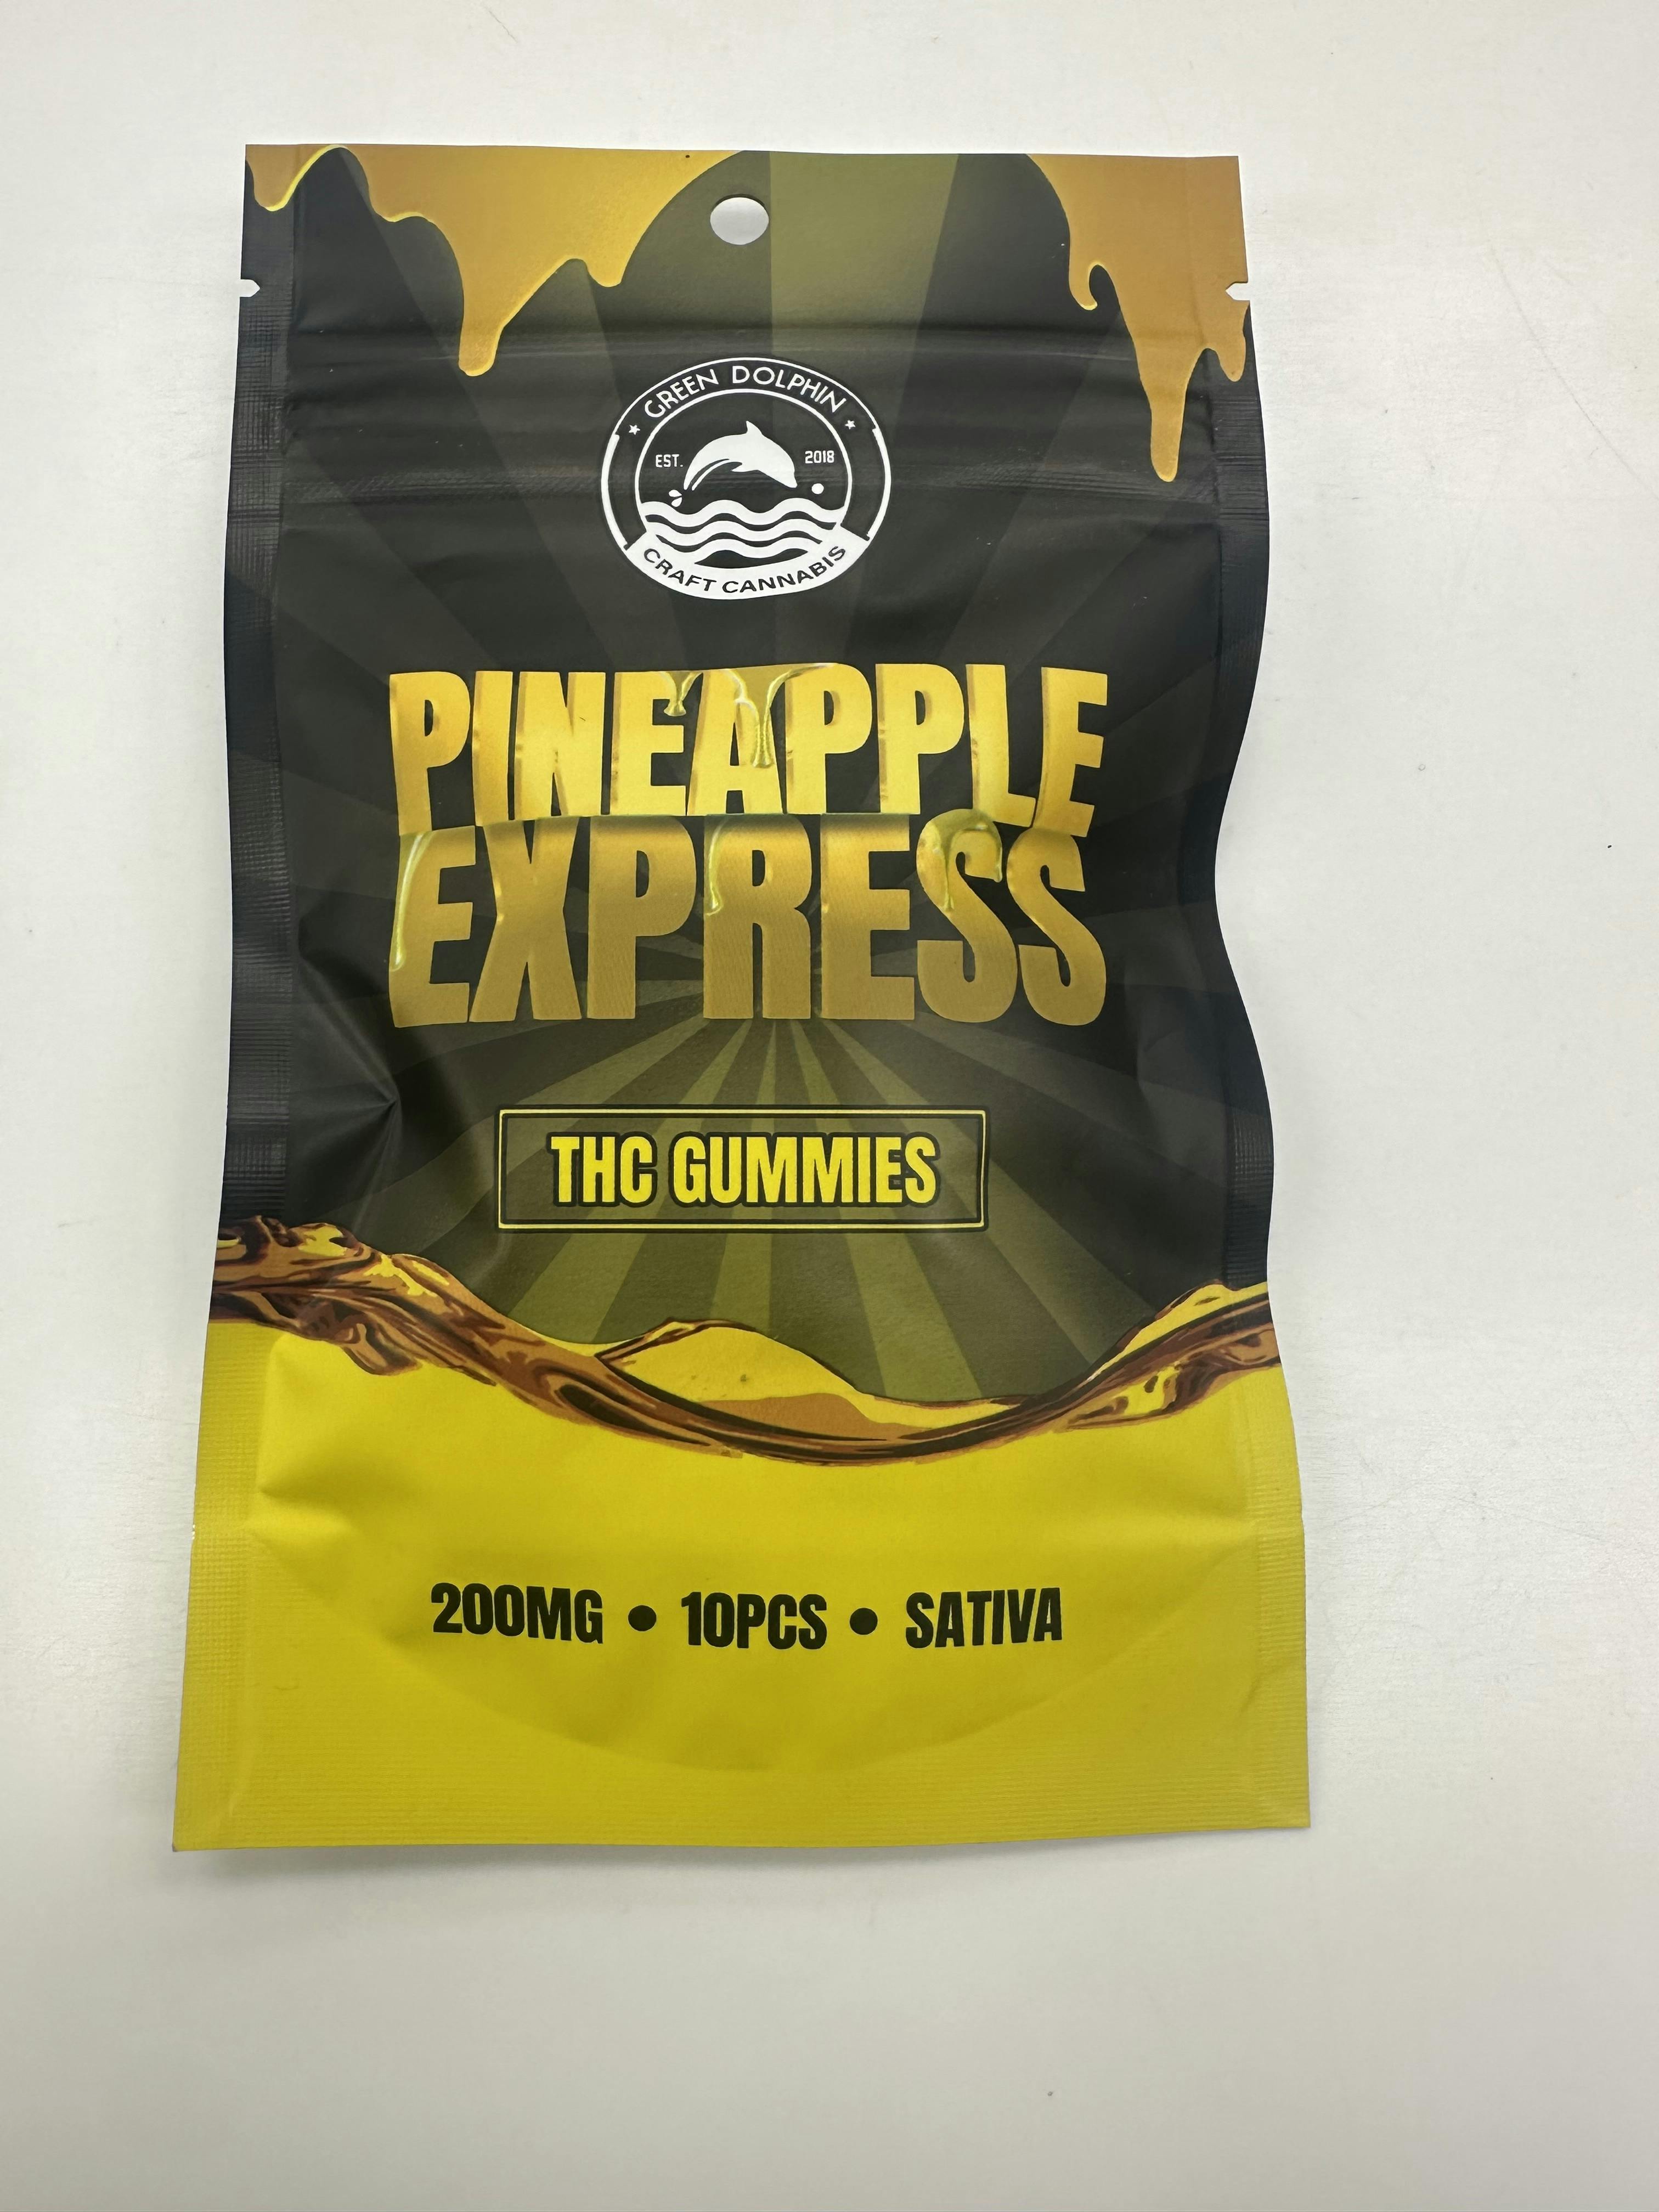 GREEN DOLPHIN
EST. 2018
CRAFT CANNABIS
PINEAPPLE
EXPRESS
THC GUMMIES
200MG • 10PCS • SATIVA